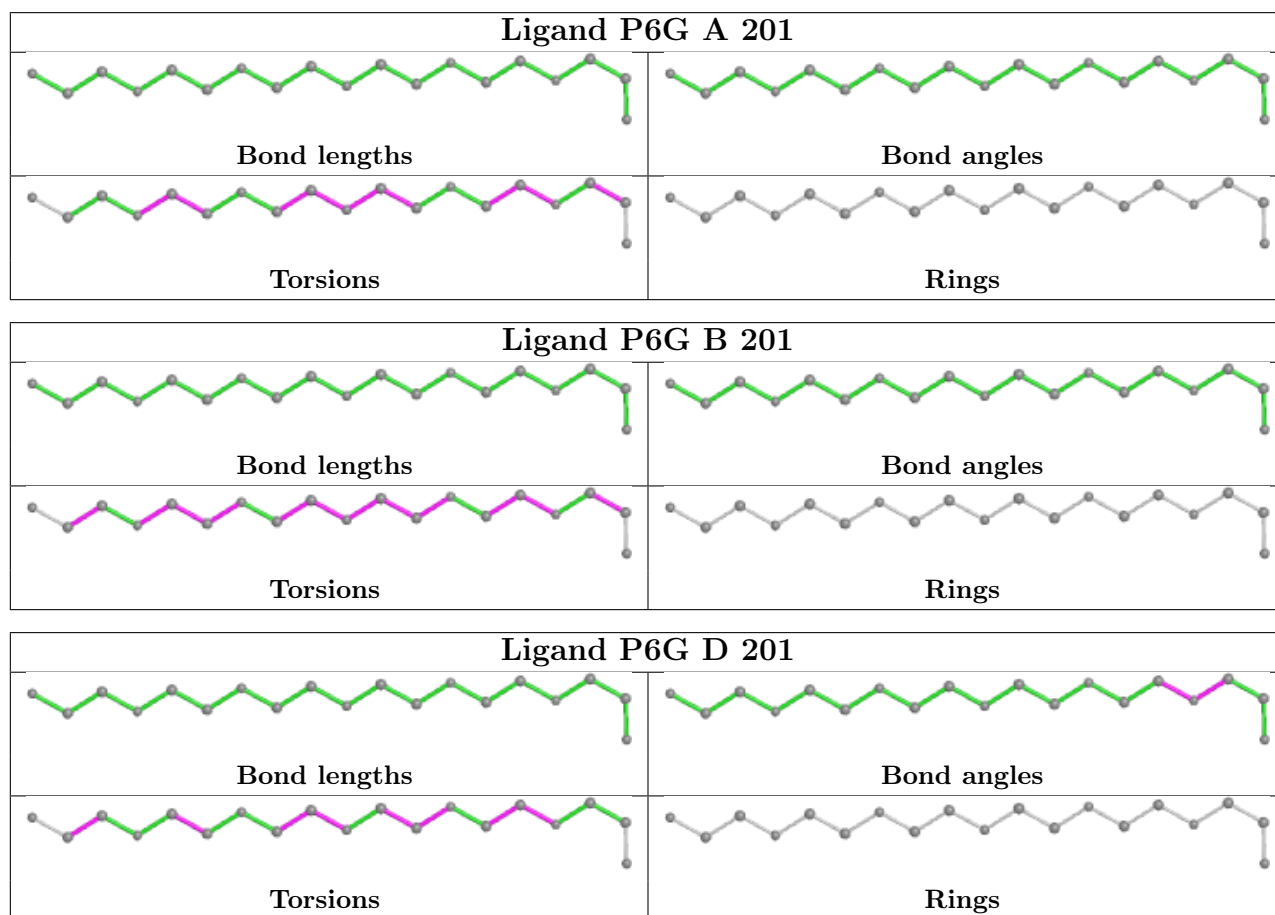 Ligand P6G A 201
Bond lengths
Bond angles
Torsions
Rings
Ligand P6G B 201
Bond lengths
Bond angles
Torsions
Rings
Ligand P6G D 201
Bond lengths
Bond angles
Torsions
Rings